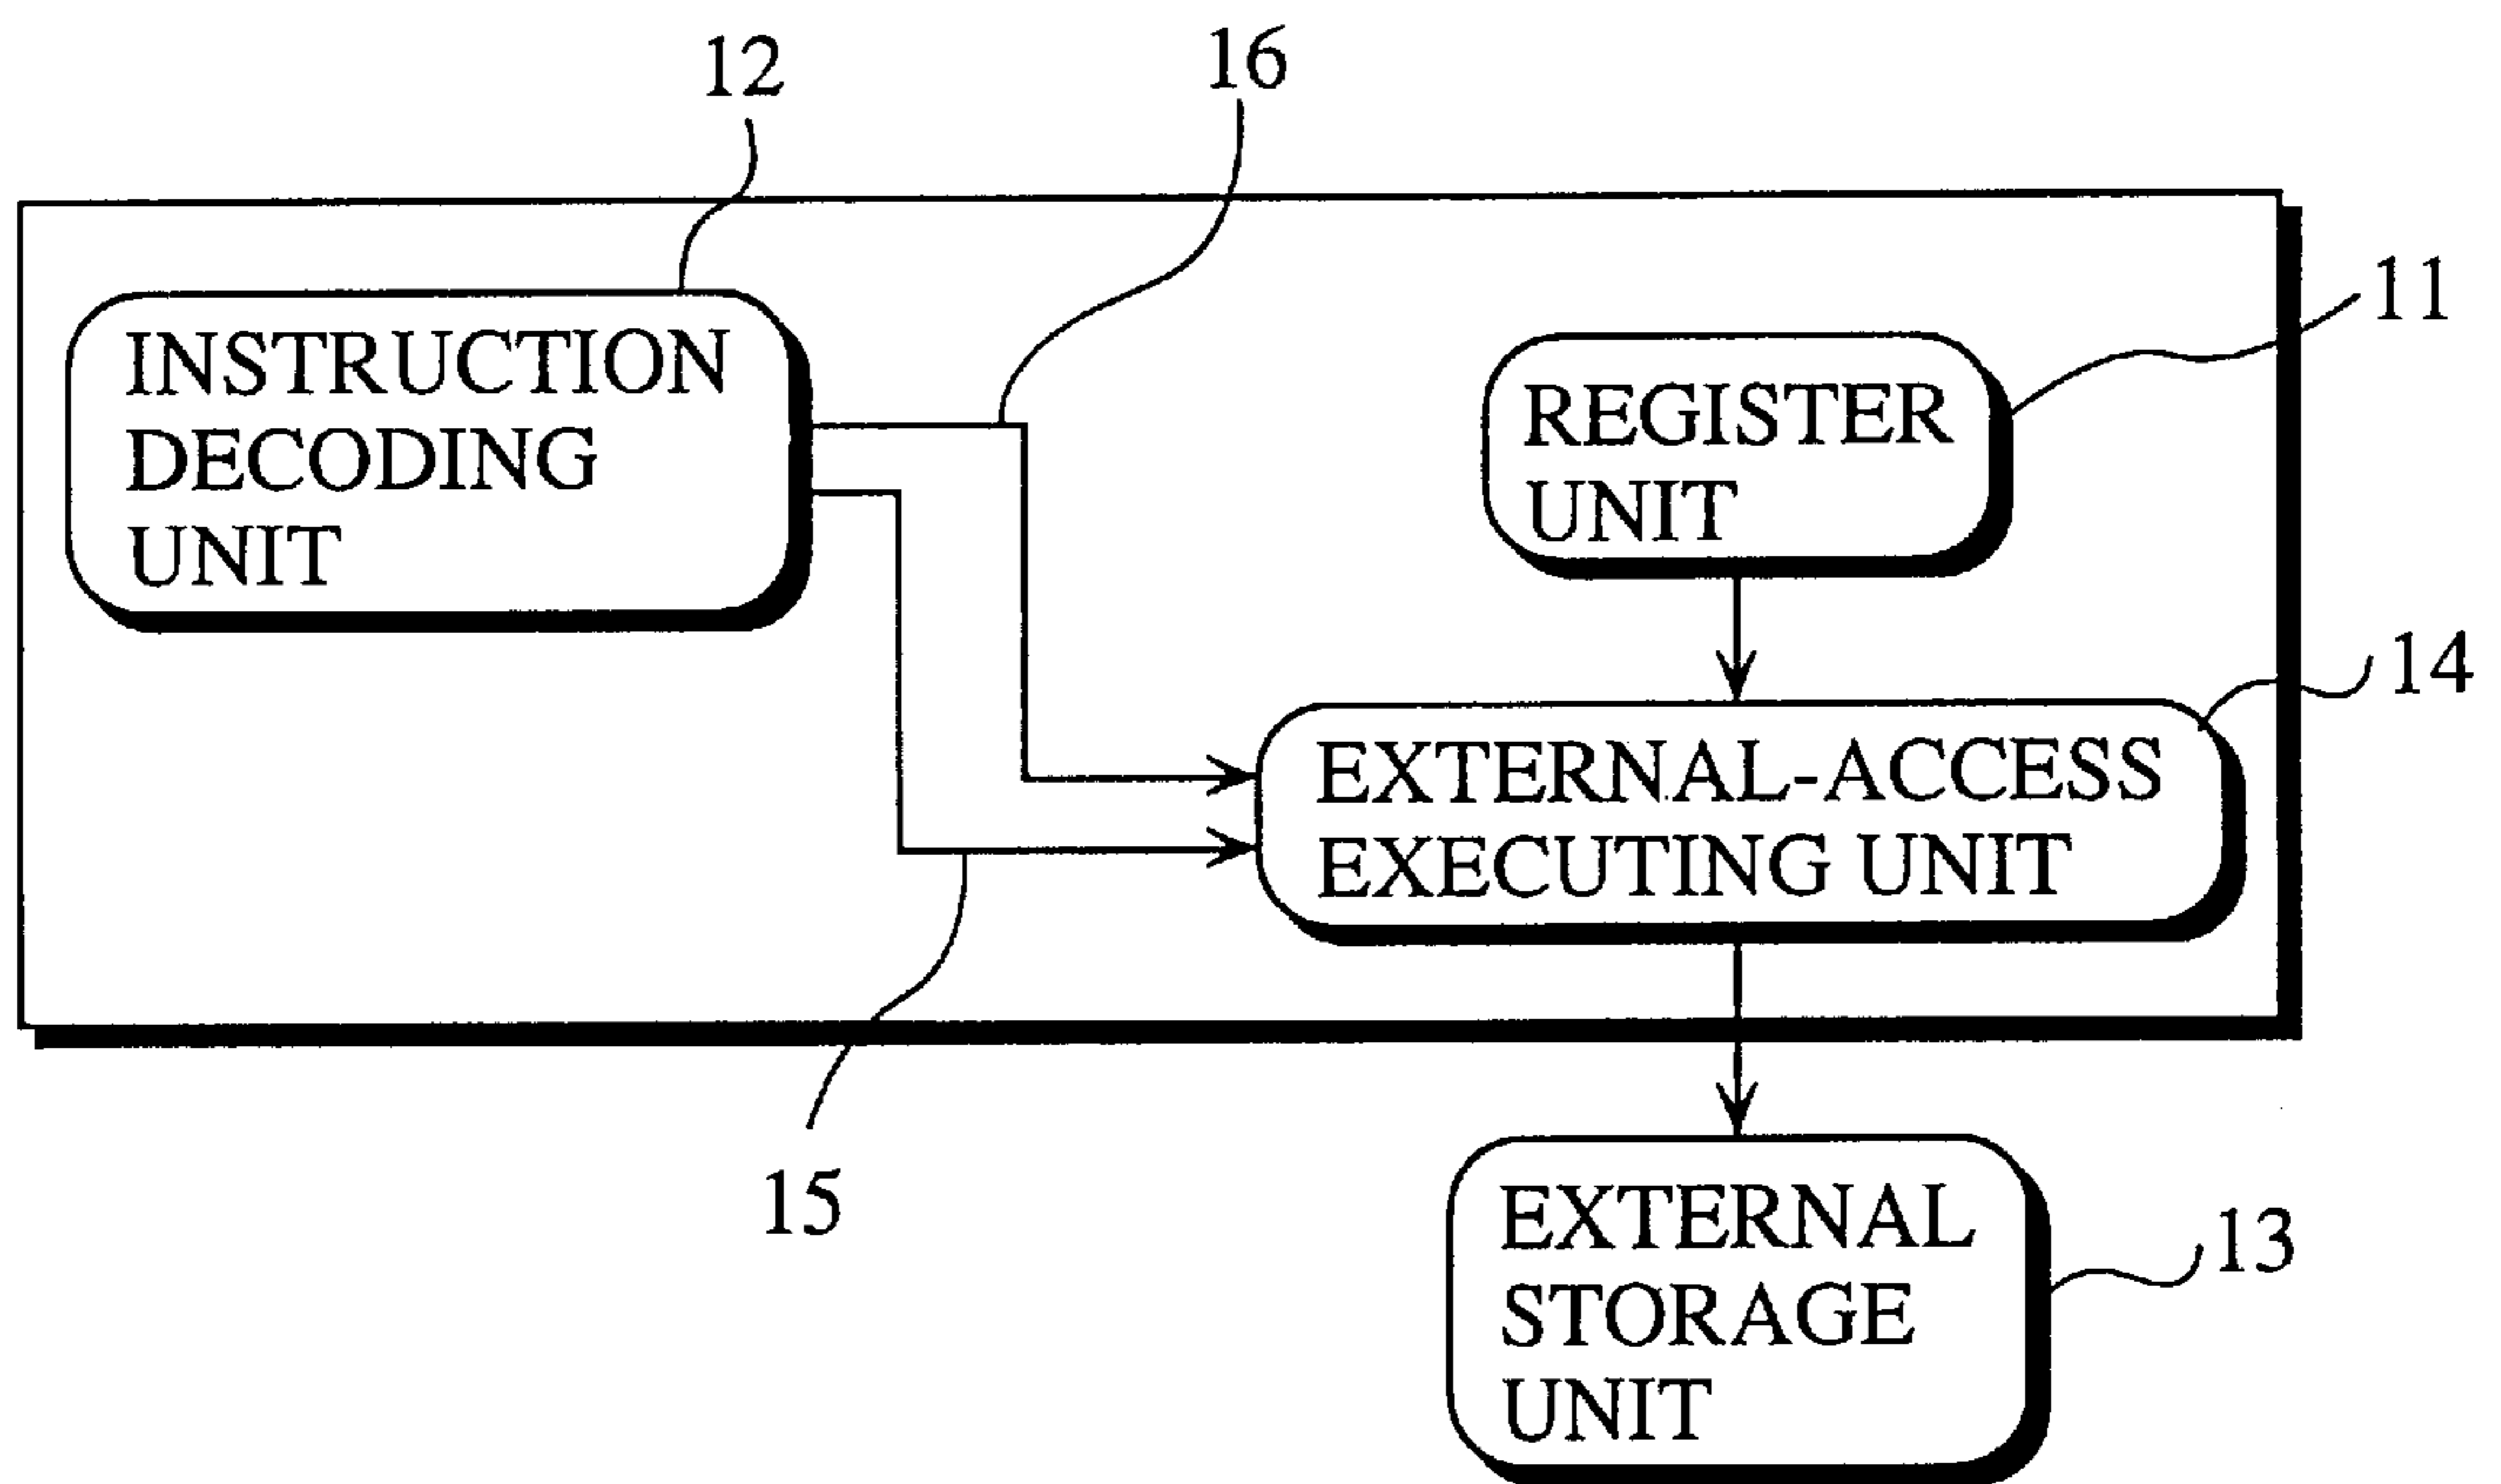 12
16
INSTRUCTION
DECODING
UNIT
11
REGISTER
UNIT
14
EXTERNAL-ACCESS
EXECUTING UNIT
15
EXTERNAL
STORAGE
UNIT
13